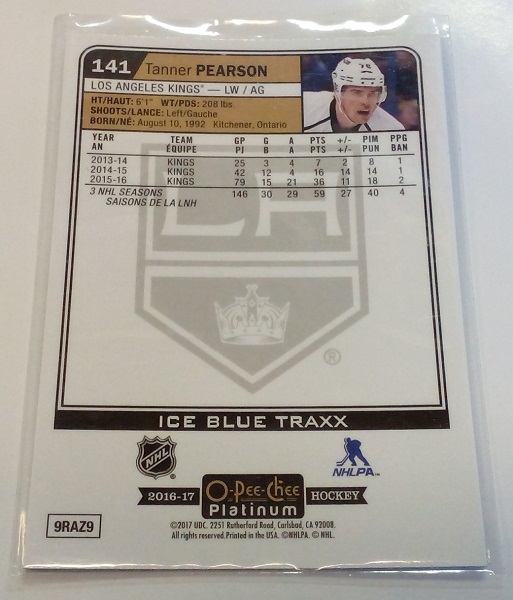 141 Tanner PEARSON
LOS ANGELES KINGS® — LW / AG
HT/HAUT: 6'1" WT/PDS: 208 lbs.
SHOOTS/LANCE: Left/Gauche
BORN/NÉ: August 10, 1992 Kitchener, Ontario
YEAR TEAM GP G A PTS +/- PIM PPG
AN ÉQUIPE PJ B A PTS +/- PUN BAN
2013-14 KINGS 25 3 4 7 2 8 1
2014-15 KINGS 42 12 4 16 14 14 1
2015-16 KINGS 79 15 21 36 11 18 2
3 NHL SEASONS 146 30 29 59 27 40 4
SAISONS DE LA LNH
LA
®
ICE BLUE TRAXX
NHL
NHLPA
2016-17 O-Pee-Chee HOCKEY
Platinum
9RAZ9
©2017 UDC. 2251 Rutherford Road, Carlsbad, CA 92008.
All rights reserved. Printed in the USA. ©NHLPA. © NHL.